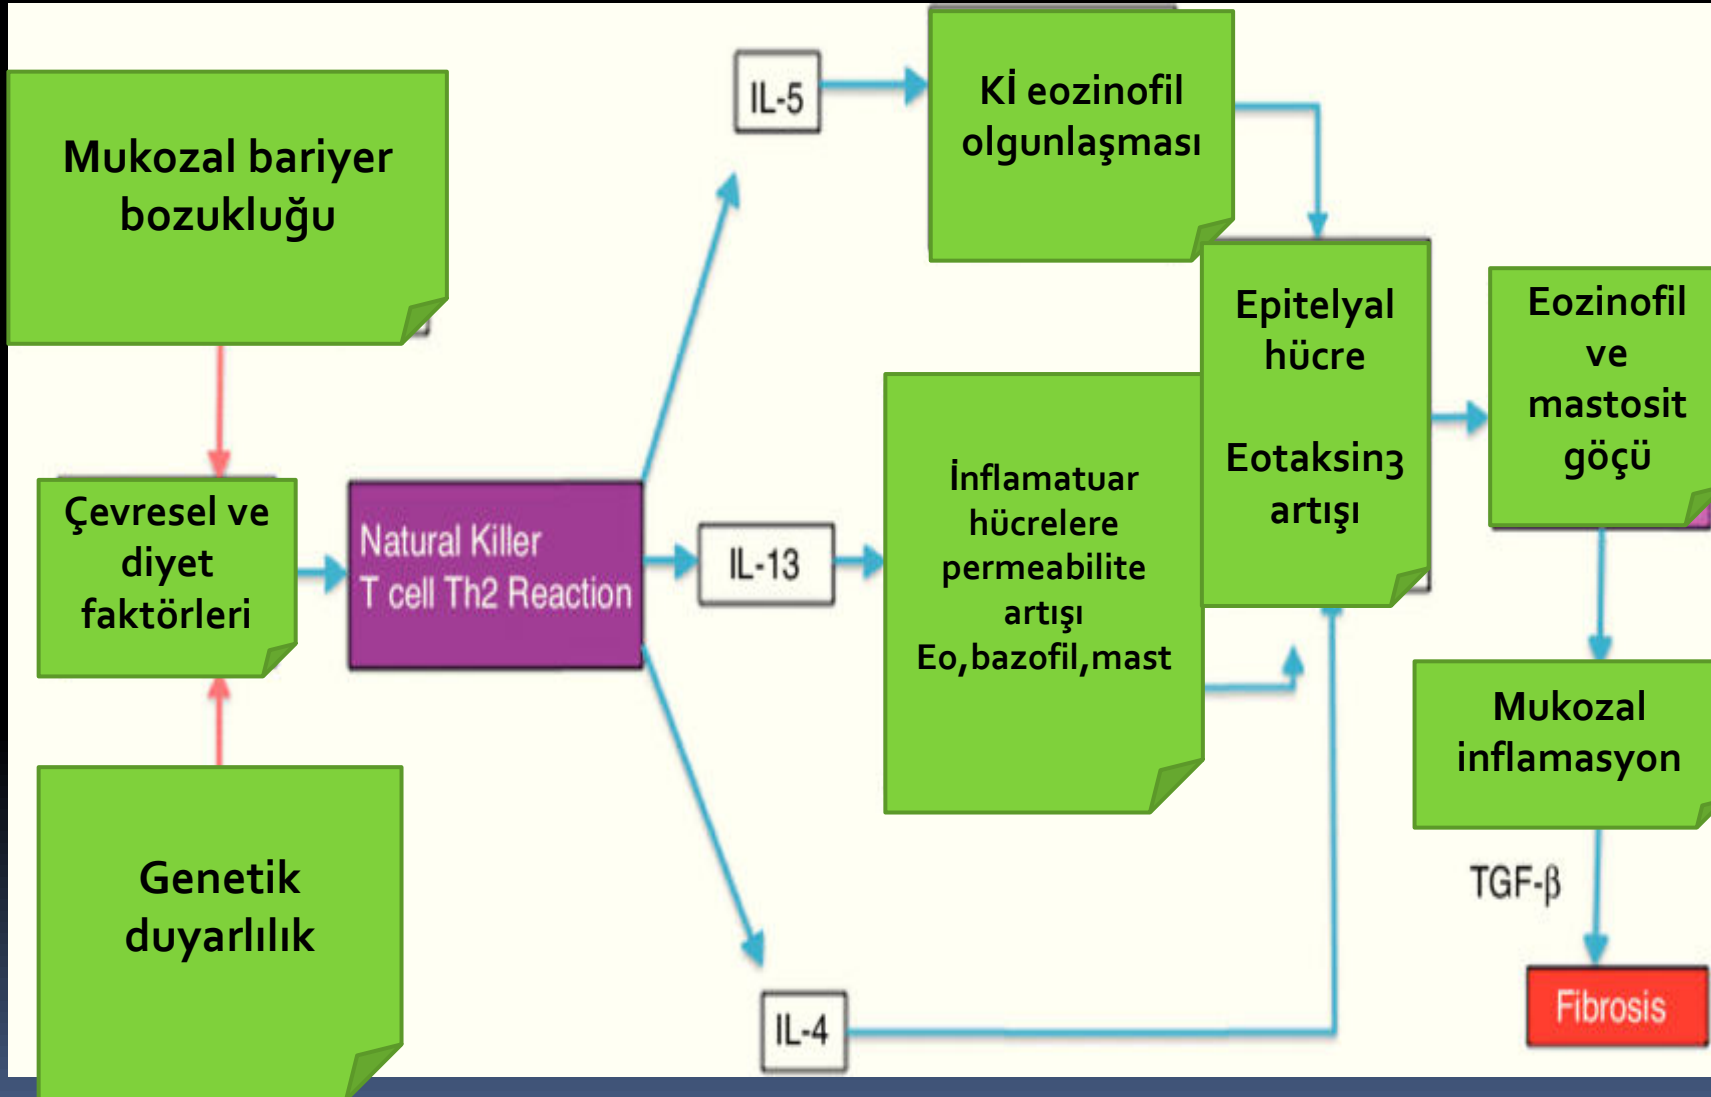 Mukozal bariyer
bozukluğu
Çevresel ve
diyet
faktörleri
Genetik
duyarlılık
Natural Killer
T cell Th2 Reaction
IL-5
IL-13
IL-4
Kİ eozinofil
olgunlaşması
İnflamatuar
hücrelere
permeabilite
artışı
Eo,bazofil,mast
Epitelyal
hücre
Eotaksin3
artışı
Eozinofil
ve
mastosit
göçü
Mukozal
inflamasyon
TGF-β
Fibrosis